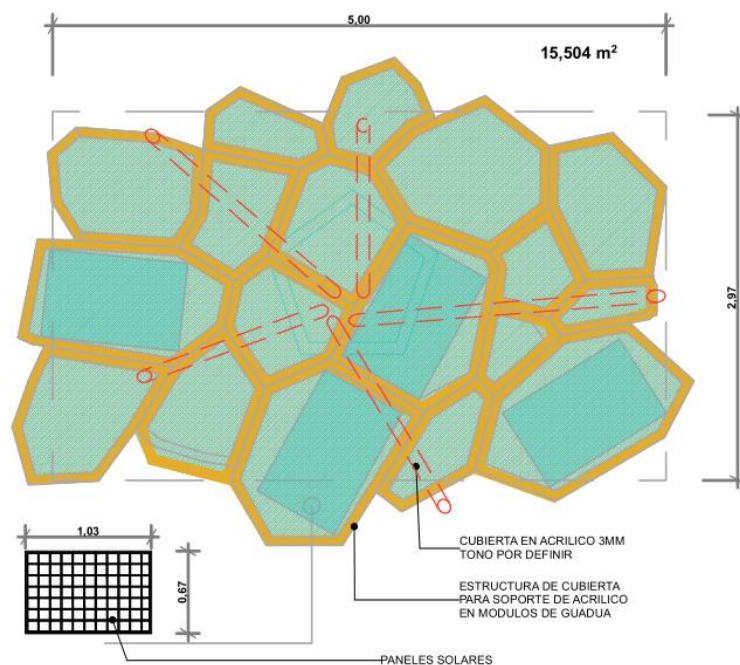 5,00
15,504 m²
2,97
1,03
0,67
CUBIERTA EN ACRILICO 3MM
TONO POR DEFINIR
ESTRUCTURA DE CUBIERTA
PARA SOPORTE DE ACRILICO
EN MODULOS DE GUADUA
PANELES SOLARES